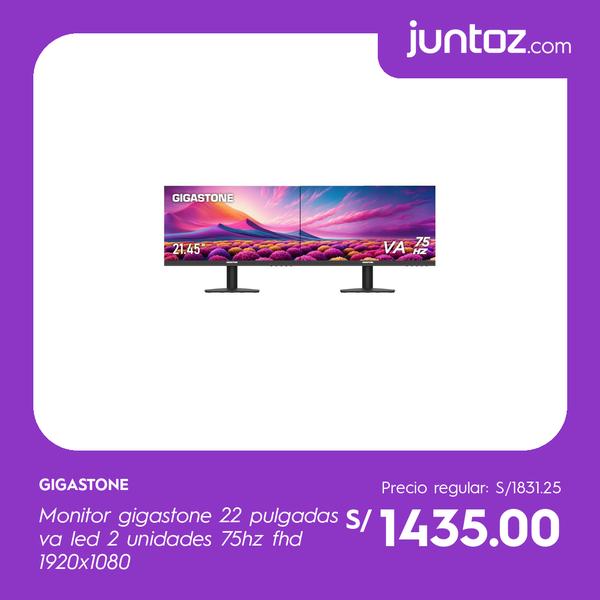 juntoz.com
GIGASTONE
21.45"
VA 75
HZ
GIGASTONE
Precio regular: S/1831.25
Monitor gigastone 22 pulgadas
va led 2 unidades 75hz fhd
1920x1080
S/ 1435.00